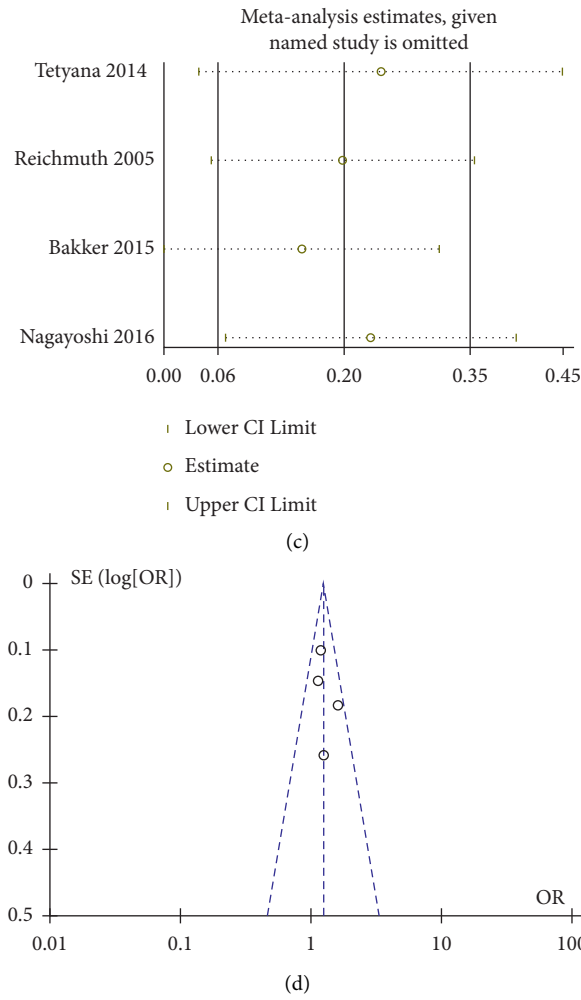 Meta-analysis estimates, given
named study is omitted
Tetyana 2014
Reichmuth 2005
Bakker 2015
Nagayoshi 2016
0.00 0.06 0.20 0.35 0.45
Lower CI Limit
Estimate
Upper CI Limit
(c)
SE (log[OR])
0
0.1
0.2
0.3
0.4
0.5
OR
0.01 0.1 1 10 100
(d)